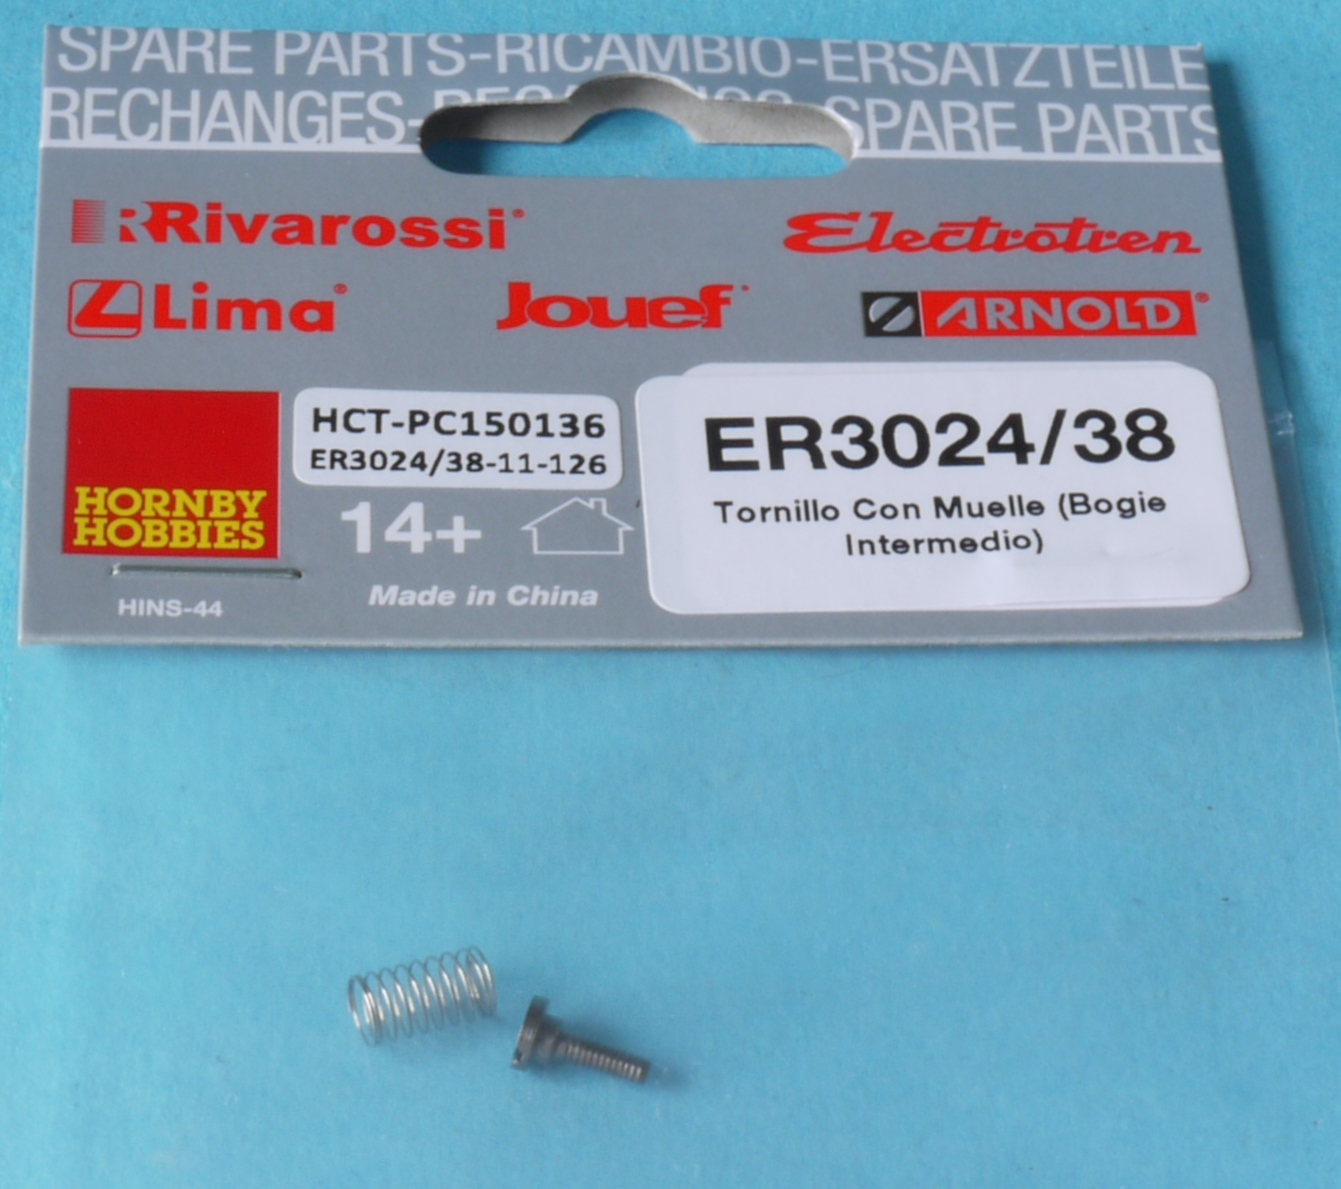 SPARE PARTS-RICAMBIO-ERSATZTEILE
RECHANGES- SPARE PARTS
Rivarossi
Electrotren
Lima
Jouef
ARNOLD
HORNBY
HOBBIES
HCT-PC150136
ER3024/38-11-126
14+
Made in China
HINS-44
ER3024/38
Tornillo Con Muelle (Bogie
Intermedio)